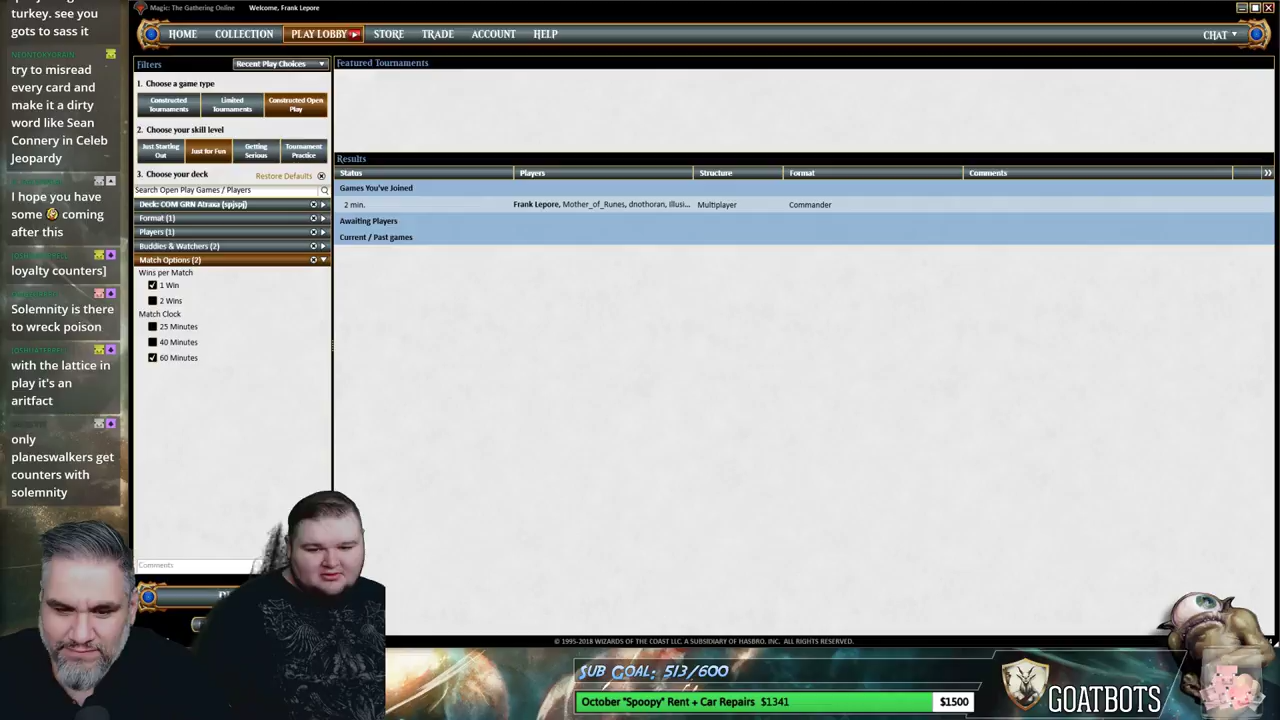 Magic: The Gathering Online
Welcome, Frank Lepore
HOME
COLLECTION
PLAY LOBBY
STORE
TRADE
ACCOUNT
HELP
CHAT
turkey. see you
gots to sass it
try to misread
every card and
make it a dirty
word like Sean
Connery in Celeb
Jeopardy
I hope you have
some coming
after this
loyalty counters]
Solemnity is there
to wreck poison
with the lattice in
play it's an
aritfact
only
planeswalkers get
counters with
solemnity
Filters
Recent Play Choices
1. Choose a game type
Constructed
Tournaments
Limited
Tournaments
Constructed Open
Play
2. Choose your skill level
Just Starting
Out
Just for Fun
Getting
Serious
Tournament
Practice
3. Choose your deck
Restore Defaults
Search Open Play Games / Players
Deck: COM GRN Atraxa (spjspj)
Format (1)
Players (1)
Buddies & Watchers (2)
Match Options (2)
Wins per Match
1 Win
2 Wins
Match Clock
25 Minutes
40 Minutes
60 Minutes
Comments
Featured Tournaments
Results
Status
Players
Structure
Format
Comments
Games You've Joined
2 min.
Frank Lepore, Mother_of_Runes, dnothoran, Illusi...
Multiplayer
Commander
Awaiting Players
Current / Past games
© 1995-2018 WIZARDS OF THE COAST LLC, A SUBSIDIARY OF HASBRO, INC. ALL RIGHTS RESERVED.
SUB GOAL: 513/600
October "Spoopy" Rent + Car Repairs $1341
$1500
GOATBOTS